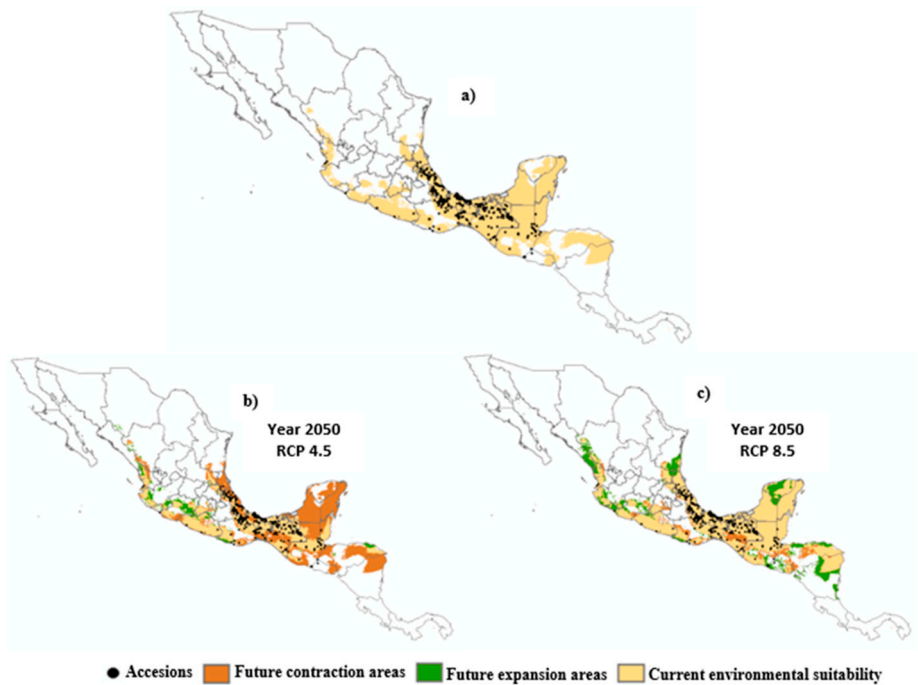 a)
b)
Year 2050
RCP 4.5
c)
Year 2050
RCP 8.5
Accesions
Future contraction areas
Future expansion areas
Current environmental suitability